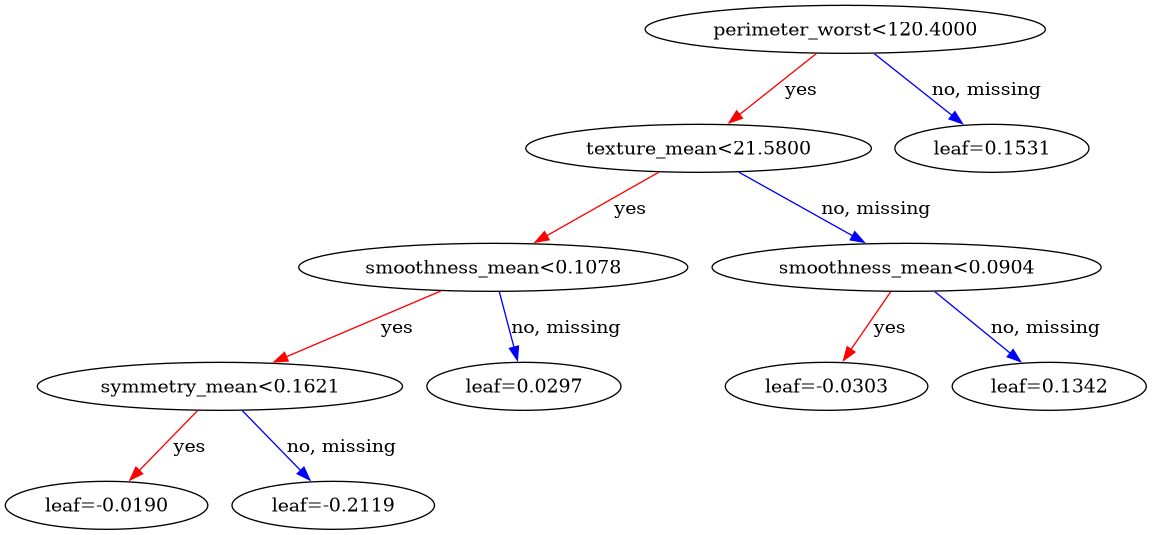 perimeter_worst<120.4000
yes
no, missing
texture_mean<21.5800
leaf=0.1531
yes
no, missing
smoothness_mean<0.1078
smoothness_mean<0.0904
yes
no, missing
yes
no, missing
symmetry_mean<0.1621
leaf=0.0297
leaf=-0.0303
leaf=0.1342
yes
no, missing
leaf=-0.0190
leaf=-0.2119